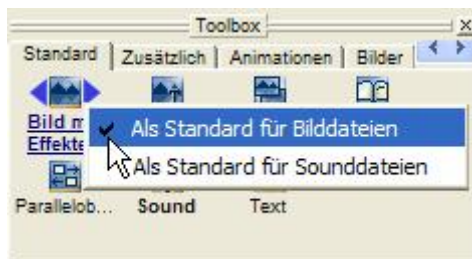 Toolbox
Standard Zusätzlich Animationen Bilder
Bild m
Effekte
Als Standard für Bilddateien
Als Standard für Sounddateien
Parallelob... Sound Text